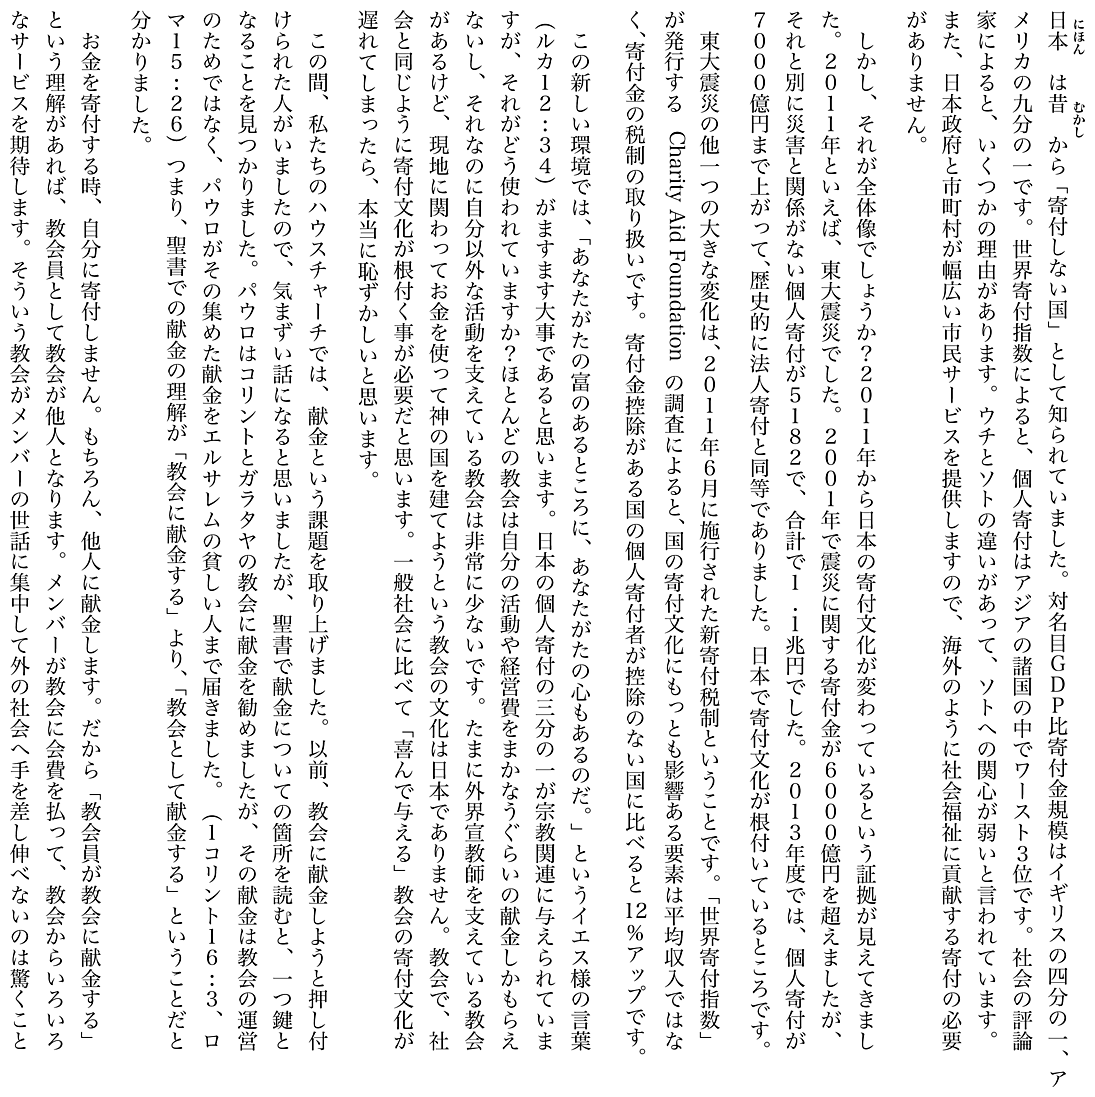 にほん むかし
日本 は昔 から「寄付しない国」として知られていました。対名目GDP比寄付金規模はイギリスの四分の一、ア
メリカの九分の一です。世界寄付指数によると、個人寄付はアジアの諸国の中でワースト3位です。社会の評論
家によると、いくつかの理由があります。ウチとソトの違いがあって、ソトへの関心が弱いと言われています。
また、日本政府と市町村が幅広い市民サービスを提供しますので、海外のように社会福祉に貢献する寄付の必要
がありません。
しかし、それが全体像でしょうか？2011年から日本の寄付文化が変わっているという証拠が見えてきまし
た。2011年といえば、東大震災でした。2001年で震災に関する寄付金が6000億円を超えましたが、
それと別に災害と関係がない個人寄付が5182で、合計で1．1兆円でした。2013年度では、個人寄付が
7000億円まで上がって、歴史的に法人寄付と同等でありました。日本で寄付文化が根付いているところです。
東大震災の他一つの大きな変化は、2011年6月に施行された新寄付税制ということです。「世界寄付指数」
が発行する Charity Aid Foundation の調査によると、国の寄付文化にもっとも影響ある要素は平均収入ではな
く、寄付金の税制の取り扱いです。寄付金控除がある国の個人寄付者が控除のない国に比べると12％アップです。
この新しい環境では、「あなたがたの富のあるところに、あなたがたの心もあるのだ。」というイエス様の言葉
（ルカ12：34）がますます大事であると思います。日本の個人寄付の三分の一が宗教関連に与えられていま
すが、それがどう使われていますか？ほとんどの教会は自分の活動や経営費をまかなうぐらいの献金しかもらえ
ないし、それなのに自分以外な活動を支えている教会は非常に少ないです。たまに外界宣教師を支えている教会
があるけど、現地に関わってお金を使って神の国を建てようという教会の文化は日本でありません。教会で、社
会と同じように寄付文化が根付く事が必要だと思います。一般社会に比べて「喜んで与える」教会の寄付文化が
遅れてしまったら、本当に恥ずかしいと思います。
この間、私たちのハウスチャーチでは、献金という課題を取り上げました。以前、教会に献金しようと押し付
けられた人がいましたので、気まずい話になると思いましたが、聖書で献金についての箇所を読むと、一つ鍵と
なることを見つかりました。パウロはコリントとガラタヤの教会に献金を勧めましたが、その献金は教会の運営
のためではなく、パウロがその集めた献金をエルサレムの貧しい人まで届きました。（1コリント16：3、ロ
マ15：26）つまり、聖書での献金の理解が「教会に献金する」より、「教会として献金する」ということだと
分かりました。
お金を寄付する時、自分に寄付しません。もちろん、他人に献金します。だから「教会員が教会に献金する」
という理解があれば、教会員として教会が他人となります。メンバーが教会に会費を払って、教会からいろいろ
なサービスを期待します。そういう教会がメンバーの世話に集中して外の社会へ手を差し伸べないのは驚くこと